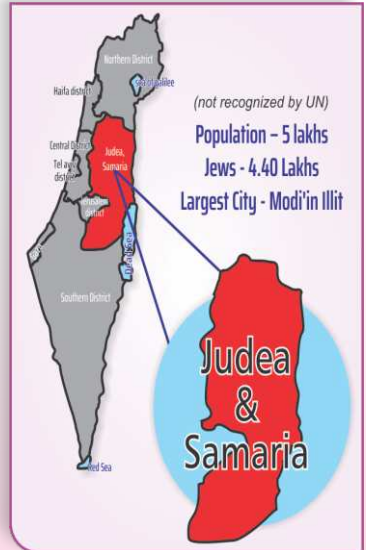 Northern District
sea of galilee
Haifa district
(not recognized by UN)
Population – 5 lakhs
Jews - 4.40 Lakhs
Largest City - Modi'in Illit
Central District
Judea,
Samaria
Tel aviv
district
Jerusalem
district
Dead Sea
Southern District
Red Sea
Judea
&
Samaria